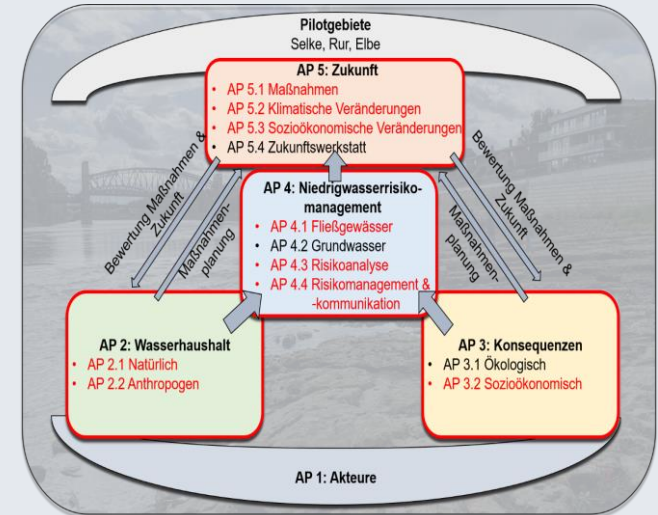 Pilotgebiete
Selke, Rur, Elbe
AP 5: Zukunft
• AP 5.1 Maßnahmen
• AP 5.2 Klimatische Veränderungen
• AP 5.3 Sozioökonomische Veränderungen
• AP 5.4 Zukunftswerkstatt
Bewertung Maßnahmen &
Zukunft
Maßnahmen-
planung
AP 4: Niedrigwasserrisiko-
management
• AP 4.1 Fließgewässer
• AP 4.2 Grundwasser
• AP 4.3 Risikoanalyse
• AP 4.4 Risikomanagement &
-kommunikation
Bewertung Maßnahmen &
Zukunft
Maßnahmen-
planung
AP 2: Wasserhaushalt
• AP 2.1 Natürlich
• AP 2.2 Anthropogen
AP 3: Konsequenzen
• AP 3.1 Ökologisch
• AP 3.2 Sozioökonomisch
AP 1: Akteure